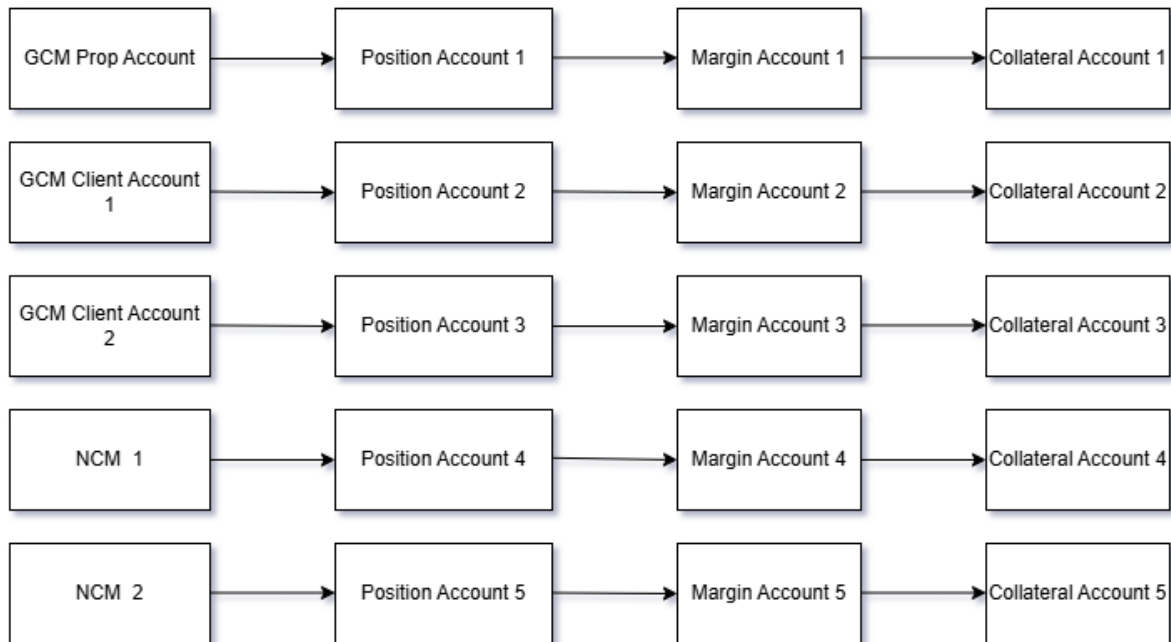 GCM Prop Account
Position Account 1
Margin Account 1
Collateral Account 1
GCM Client Account
1
Position Account 2
Margin Account 2
Collateral Account 2
GCM Client Account
2
Position Account 3
Margin Account 3
Collateral Account 3
NCM 1
Position Account 4
Margin Account 4
Collateral Account 4
NCM 2
Position Account 5
Margin Account 5
Collateral Account 5